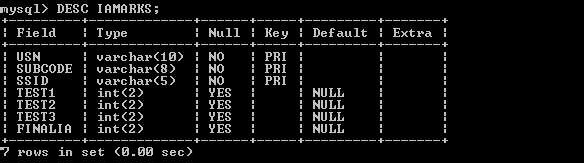 mysql> DESC IAMARKS;
+----------+------------+------+-----+---------+-------+
| Field | Type | Null | Key | Default | Extra |
+----------+------------+------+-----+---------+-------+
| USN | varchar(10) | NO | PRI | | |
| SUBCODE | varchar(8) | NO | PRI | | |
| SSID | varchar(5) | NO | PRI | | |
| TEST1 | int(2) | YES | | NULL | |
| TEST2 | int(2) | YES | | NULL | |
| TEST3 | int(2) | YES | | NULL | |
| FINALIA | int(2) | YES | | NULL | |
+----------+------------+------+-----+---------+-------+
7 rows in set (0.00 sec)